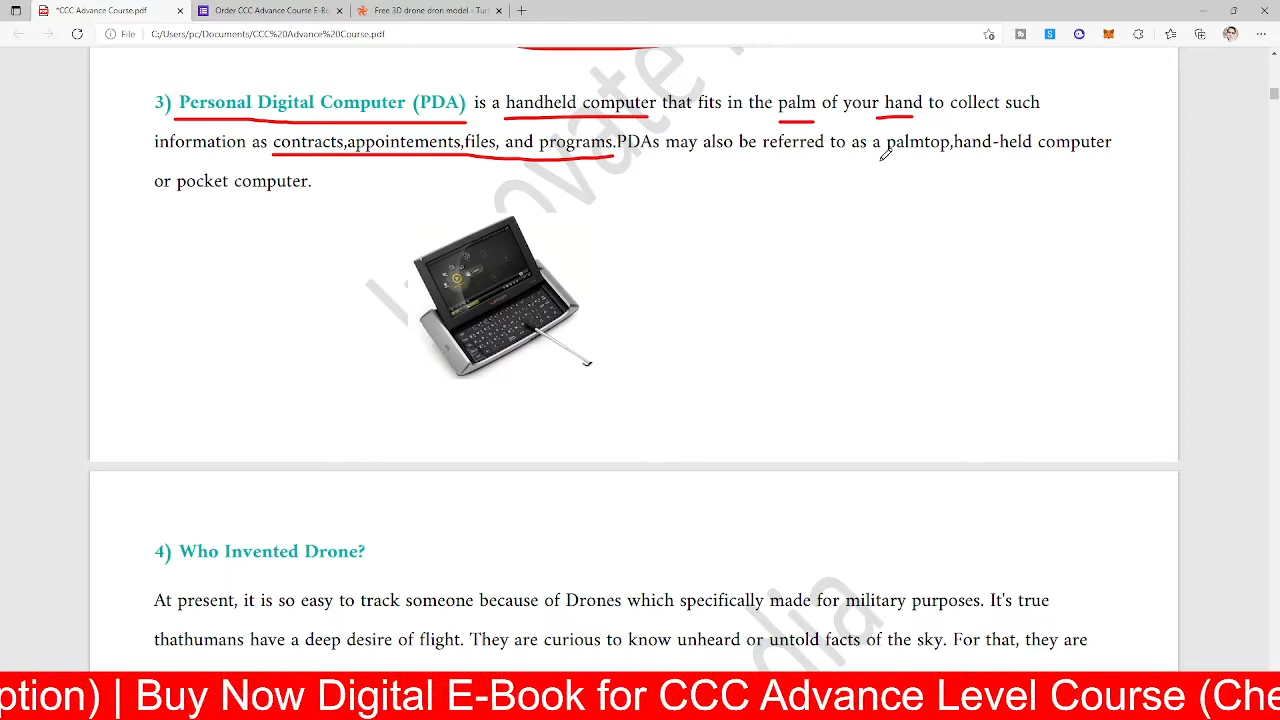 *CCC Advance Course.pdf
Order CCC Advance Course E-Bo
Free 3D drone dron model - Tur
File
C:/Users/pc/Documents/CCC%20Advance%20Course.pdf
3) Personal Digital Computer (PDA) is a handheld computer that fits in the palm of your hand to collect such
information as contracts,appointements,files, and programs.PDAs may also be referred to as a palmtop,hand-held computer
or pocket computer.
4) Who Invented Drone?
At present, it is so easy to track someone because of Drones which specifically made for military purposes. It's true
thathumans have a deep desire of flight. They are curious to know unheard or untold facts of the sky. For that, they are
ption) | Buy Now Digital E-Book for CCC Advance Level Course (Che